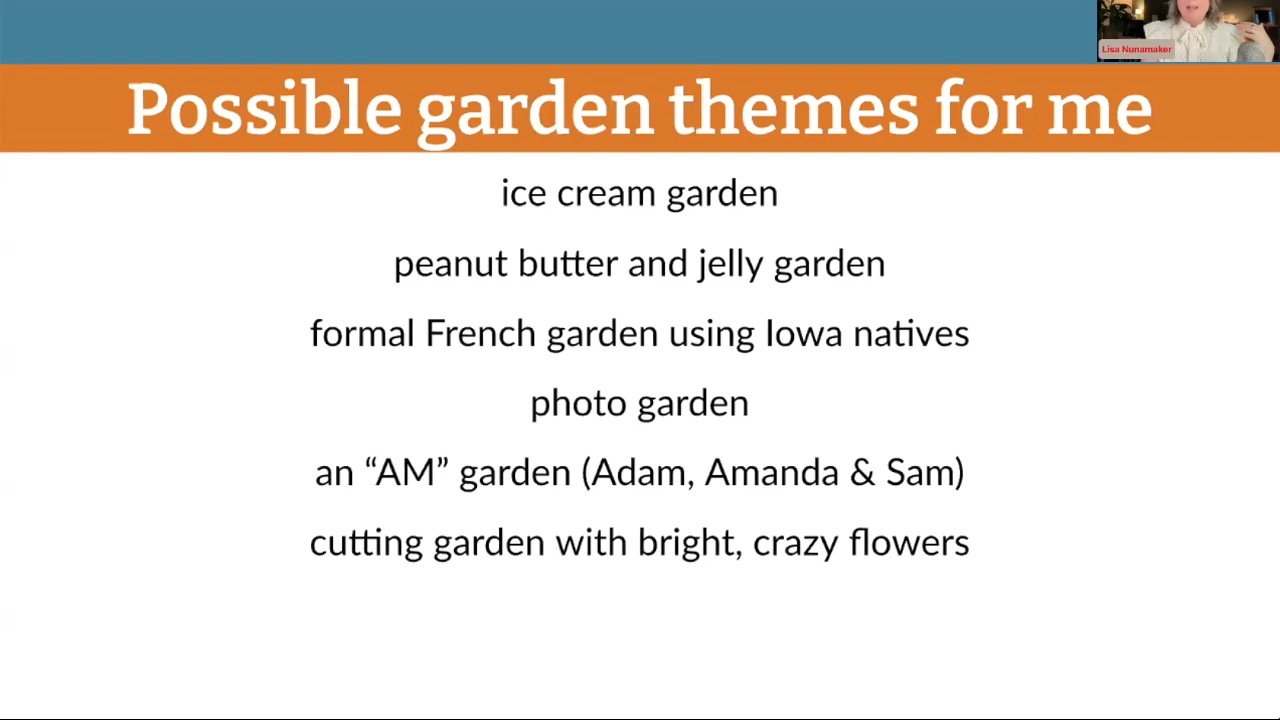 Lisa Nunamaker
Possible garden themes for me
ice cream garden
peanut butter and jelly garden
formal French garden using Iowa natives
photo garden
an “AM” garden (Adam, Amanda & Sam)
cutting garden with bright, crazy flowers